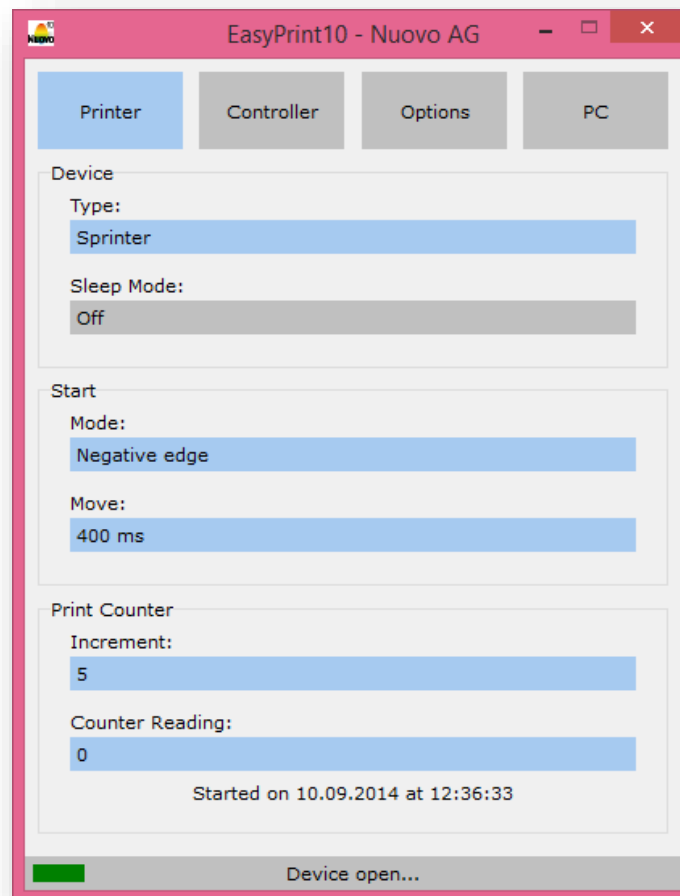 Nuovo
EasyPrint10 - Nuovo AG
Printer
Controller
Options
PC
Device
Type:
Sprinter
Sleep Mode:
Off
Start
Mode:
Negative edge
Move:
400 ms
Print Counter
Increment:
5
Counter Reading:
0
Started on 10.09.2014 at 12:36:33
Device open...